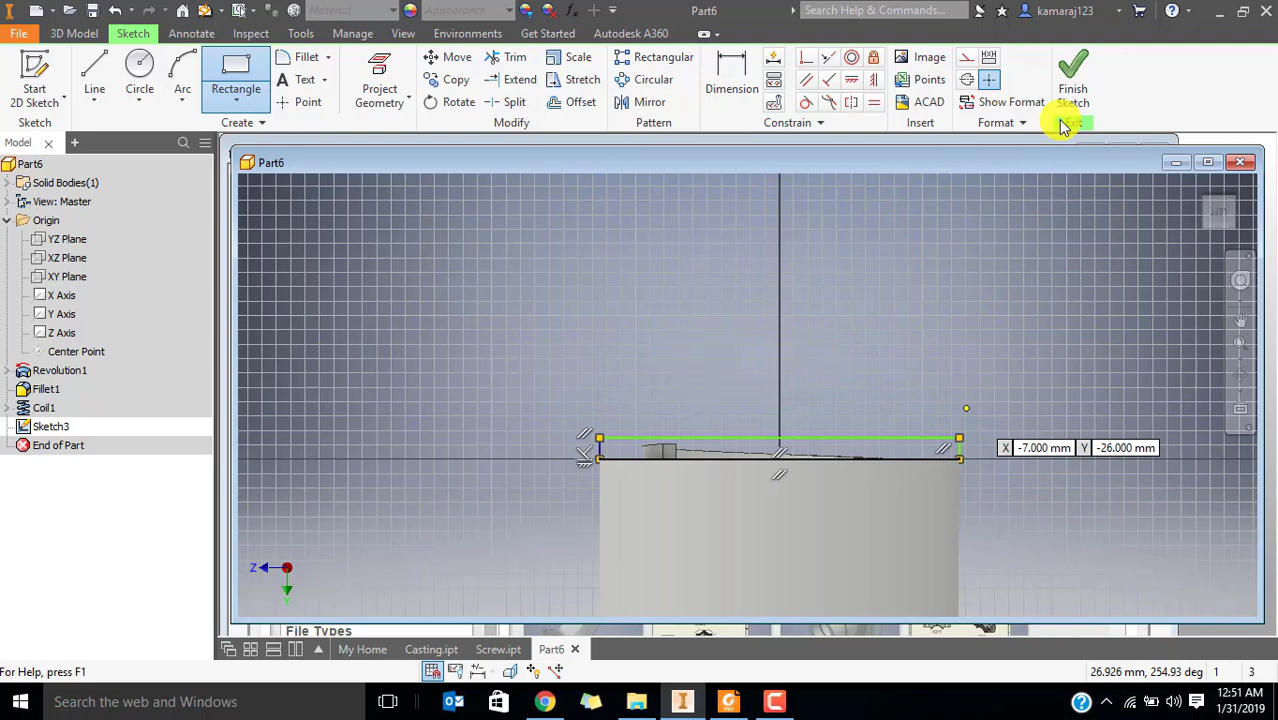 Material
Appearance
fx
Part6
Search Help & Commands...
kamaraj123
File 3D Model Sketch Annotate Inspect Tools Manage View Environments Get Started Autodesk A360
Start
2D Sketch
Line
Circle
Arc
Rectangle
Fillet
Text
Point
Project
Geometry
Move
Copy
Rotate
Trim
Extend
Split
Scale
Stretch
Offset
Rectangular
Circular
Mirror
Dimension
Image
Points
ACAD
Show Format
Finish
Sketch
Sketch Create Modify Pattern Constrain Insert Format Exit
Model
Part6
Part6
Solid Bodies(1)
View: Master
Origin
YZ Plane
XZ Plane
XY Plane
X Axis
Y Axis
Z Axis
Center Point
Revolution1
Fillet1
Coil1
Sketch3
End of Part
LEFT
X -7.000 mm Y -26.000 mm
Z
Y
File Types
My Home Casting.ipt Screw.ipt Part6
For Help, press F1
26.926 mm, 254.93 deg 1 3
Search the web and Windows
12:51 AM
1/31/2019